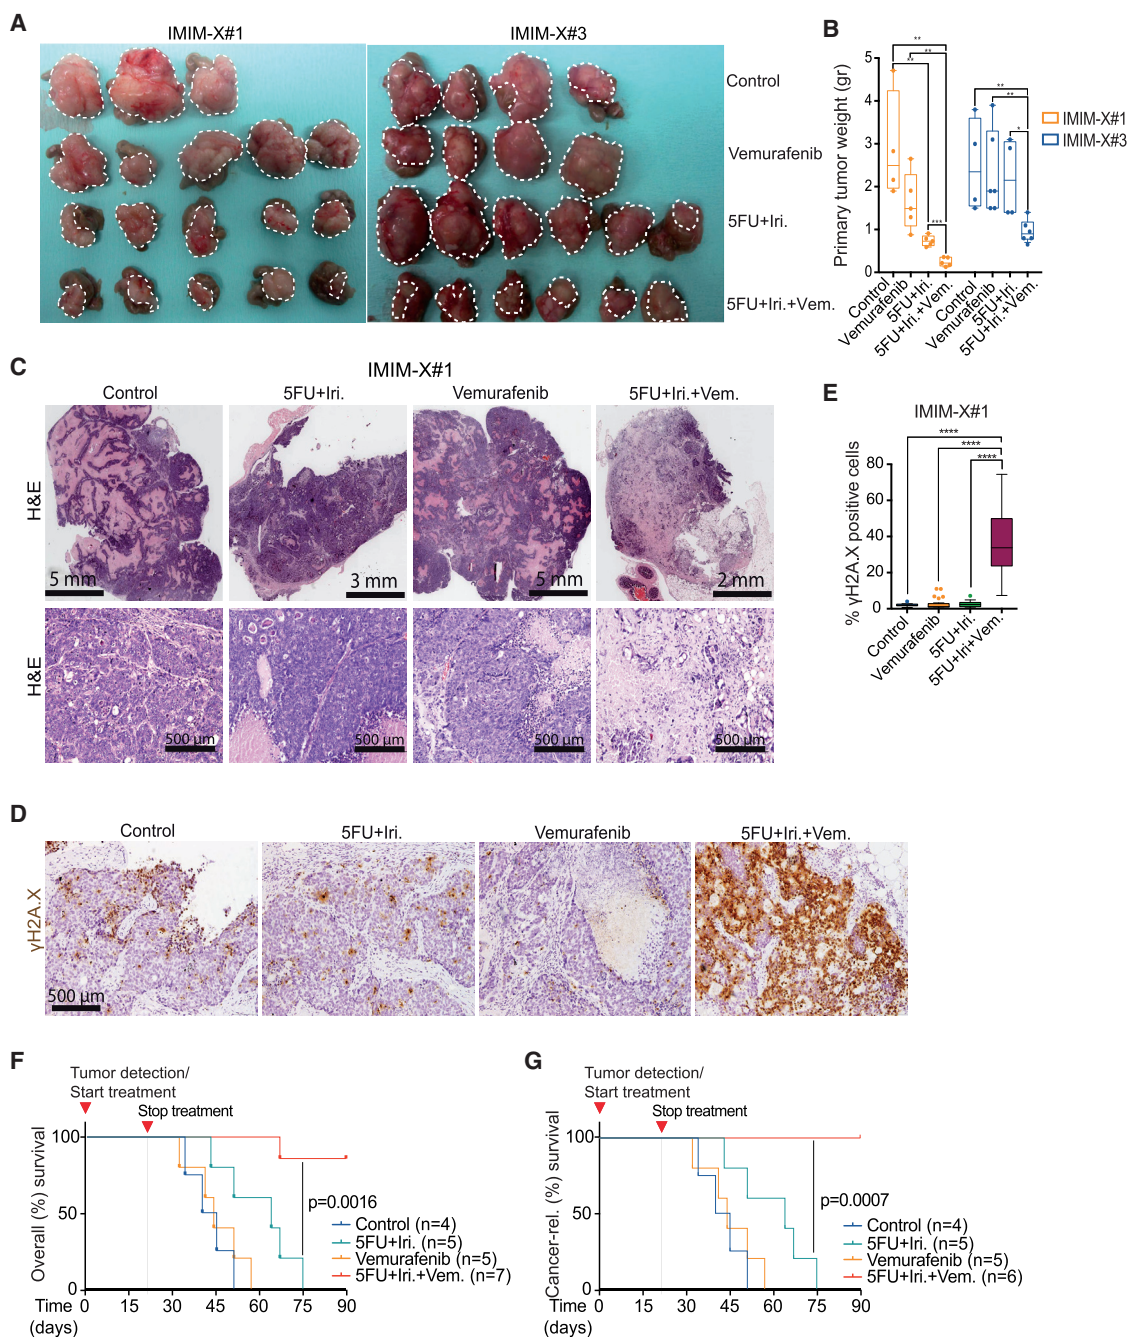 A
IMIM-X#1
IMIM-X#3
Control
Vemurafenib
5FU+Iri.
5FU+Iri.+Vem.
B
Primary tumor weight (gr)
5
4
3
2
1
0
**
**
**
***
**
**
*
IMIM-X#1
IMIM-X#3
Control
Vemurafenib
5FU+Iri.
5FU+Iri.+Vem.
Control
Vemurafenib
5FU+Iri.
5FU+Iri.+Vem.
C
IMIM-X#1
Control
5FU+Iri.
Vemurafenib
5FU+Iri.+Vem.
H&E
5 mm
3 mm
5 mm
2 mm
H&E
500 µm
500 µm
500 µm
500 µm
E
IMIM-X#1
% γH2A.X positive cells
****
****
****
80
60
40
20
0
Control
Vemurafenib
5FU+Iri.
5FU+Iri+Vem.
D
Control
5FU+Iri.
Vemurafenib
5FU+Iri.+Vem.
γH2A.X
500 µm
F
Tumor detection/
Start treatment
Stop treatment
Overall (%) survival
100
50
0
p=0.0016
Control (n=4)
5FU+Iri. (n=5)
Vemurafenib (n=5)
5FU+Iri.+Vem. (n=7)
Time
(days)
0 15 30 45 60 75 90
G
Tumor detection/
Start treatment
Stop treatment
Cancer-rel. (%) survival
100
50
0
p=0.0007
Control (n=4)
5FU+Iri. (n=5)
Vemurafenib (n=5)
5FU+Iri.+Vem. (n=6)
Time
(days)
0 15 30 45 60 75 90